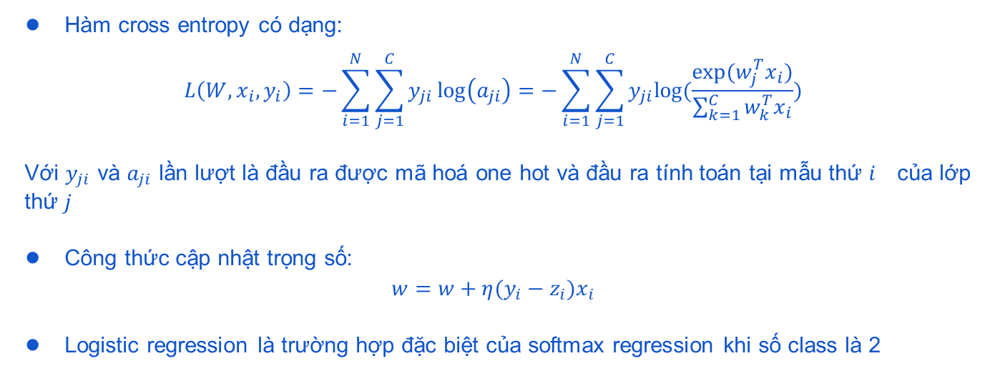 ● Hàm cross entropy có dạng:
$L(W, x_i, y_i) = -\sum_{i=1}^{N}\sum_{j=1}^{C} y_{ji} \log(a_{ji}) = -\sum_{i=1}^{N}\sum_{j=1}^{C} y_{ji} \log(\frac{\exp(w_j^T x_i)}{\sum_{k=1}^{C} w_k^T x_i})$
Với $y_{ji}$ và $a_{ji}$ lần lượt là đầu ra được mã hoá one hot và đầu ra tính toán tại mẫu thứ $i$ của lớp
thứ $j$
● Công thức cập nhật trọng số:
$w = w + \eta(y_i - z_i)x_i$
● Logistic regression là trường hợp đặc biệt của softmax regression khi số class là 2